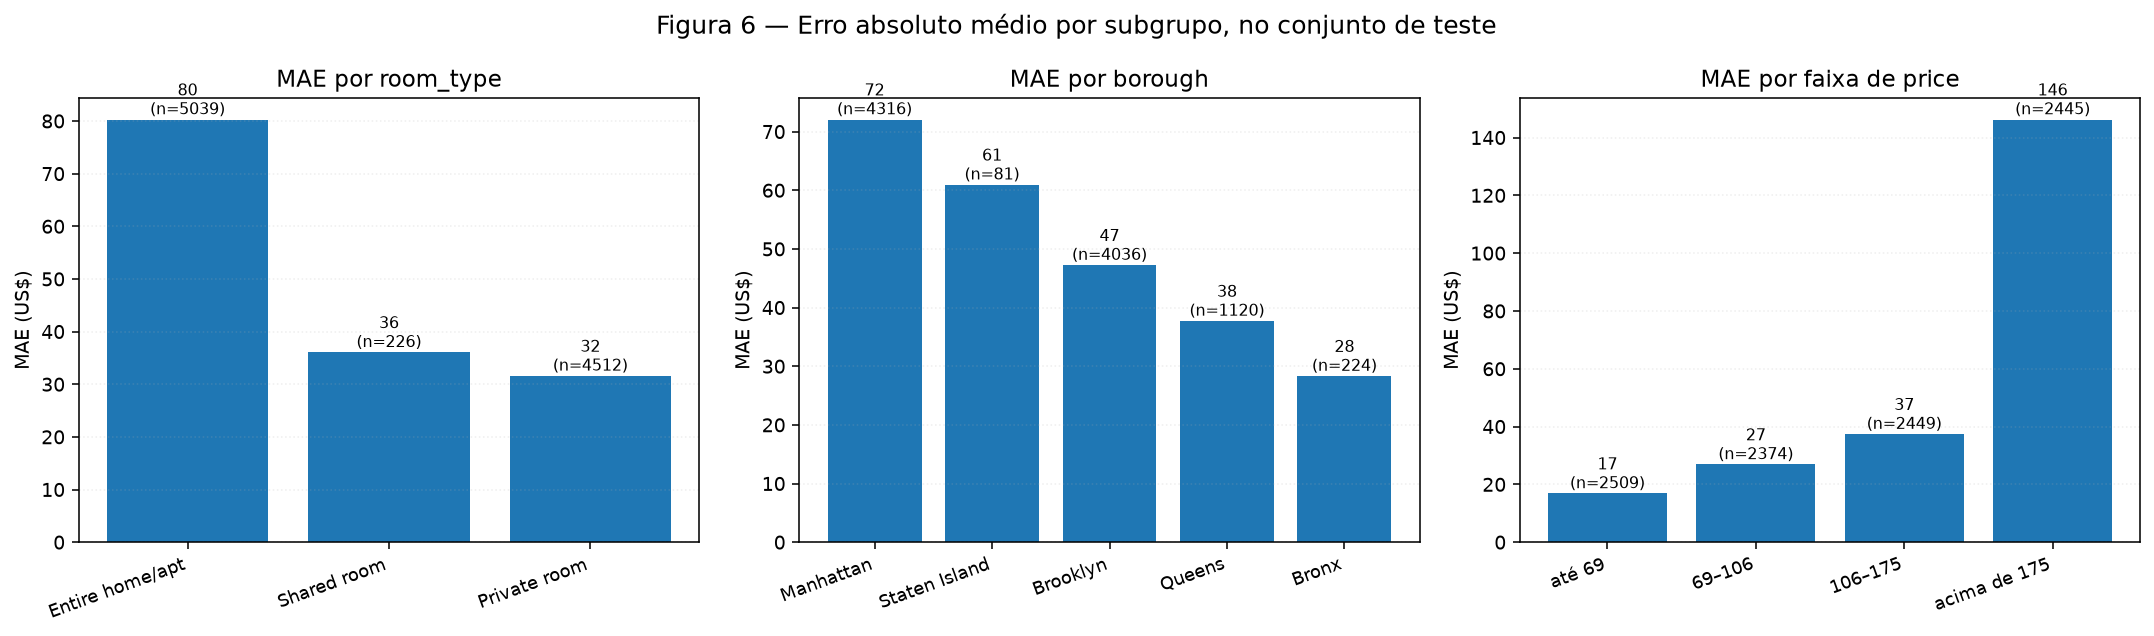 Figura 6 — Erro absoluto médio por subgrupo, no conjunto de teste
MAE por room_type
MAE (US$)
80
70
60
50
40
30
20
10
0
80
(n=5039)
36
(n=226)
32
(n=4512)
Entire home/apt
Shared room
Private room
MAE por borough
MAE (US$)
70
60
50
40
30
20
10
0
72
(n=4316)
61
(n=81)
47
(n=4036)
38
(n=1120)
28
(n=224)
Manhattan
Staten Island
Brooklyn
Queens
Bronx
MAE por faixa de price
MAE (US$)
140
120
100
80
60
40
20
0
17
(n=2509)
27
(n=2374)
37
(n=2449)
146
(n=2445)
até 69
69–106
106–175
acima de 175